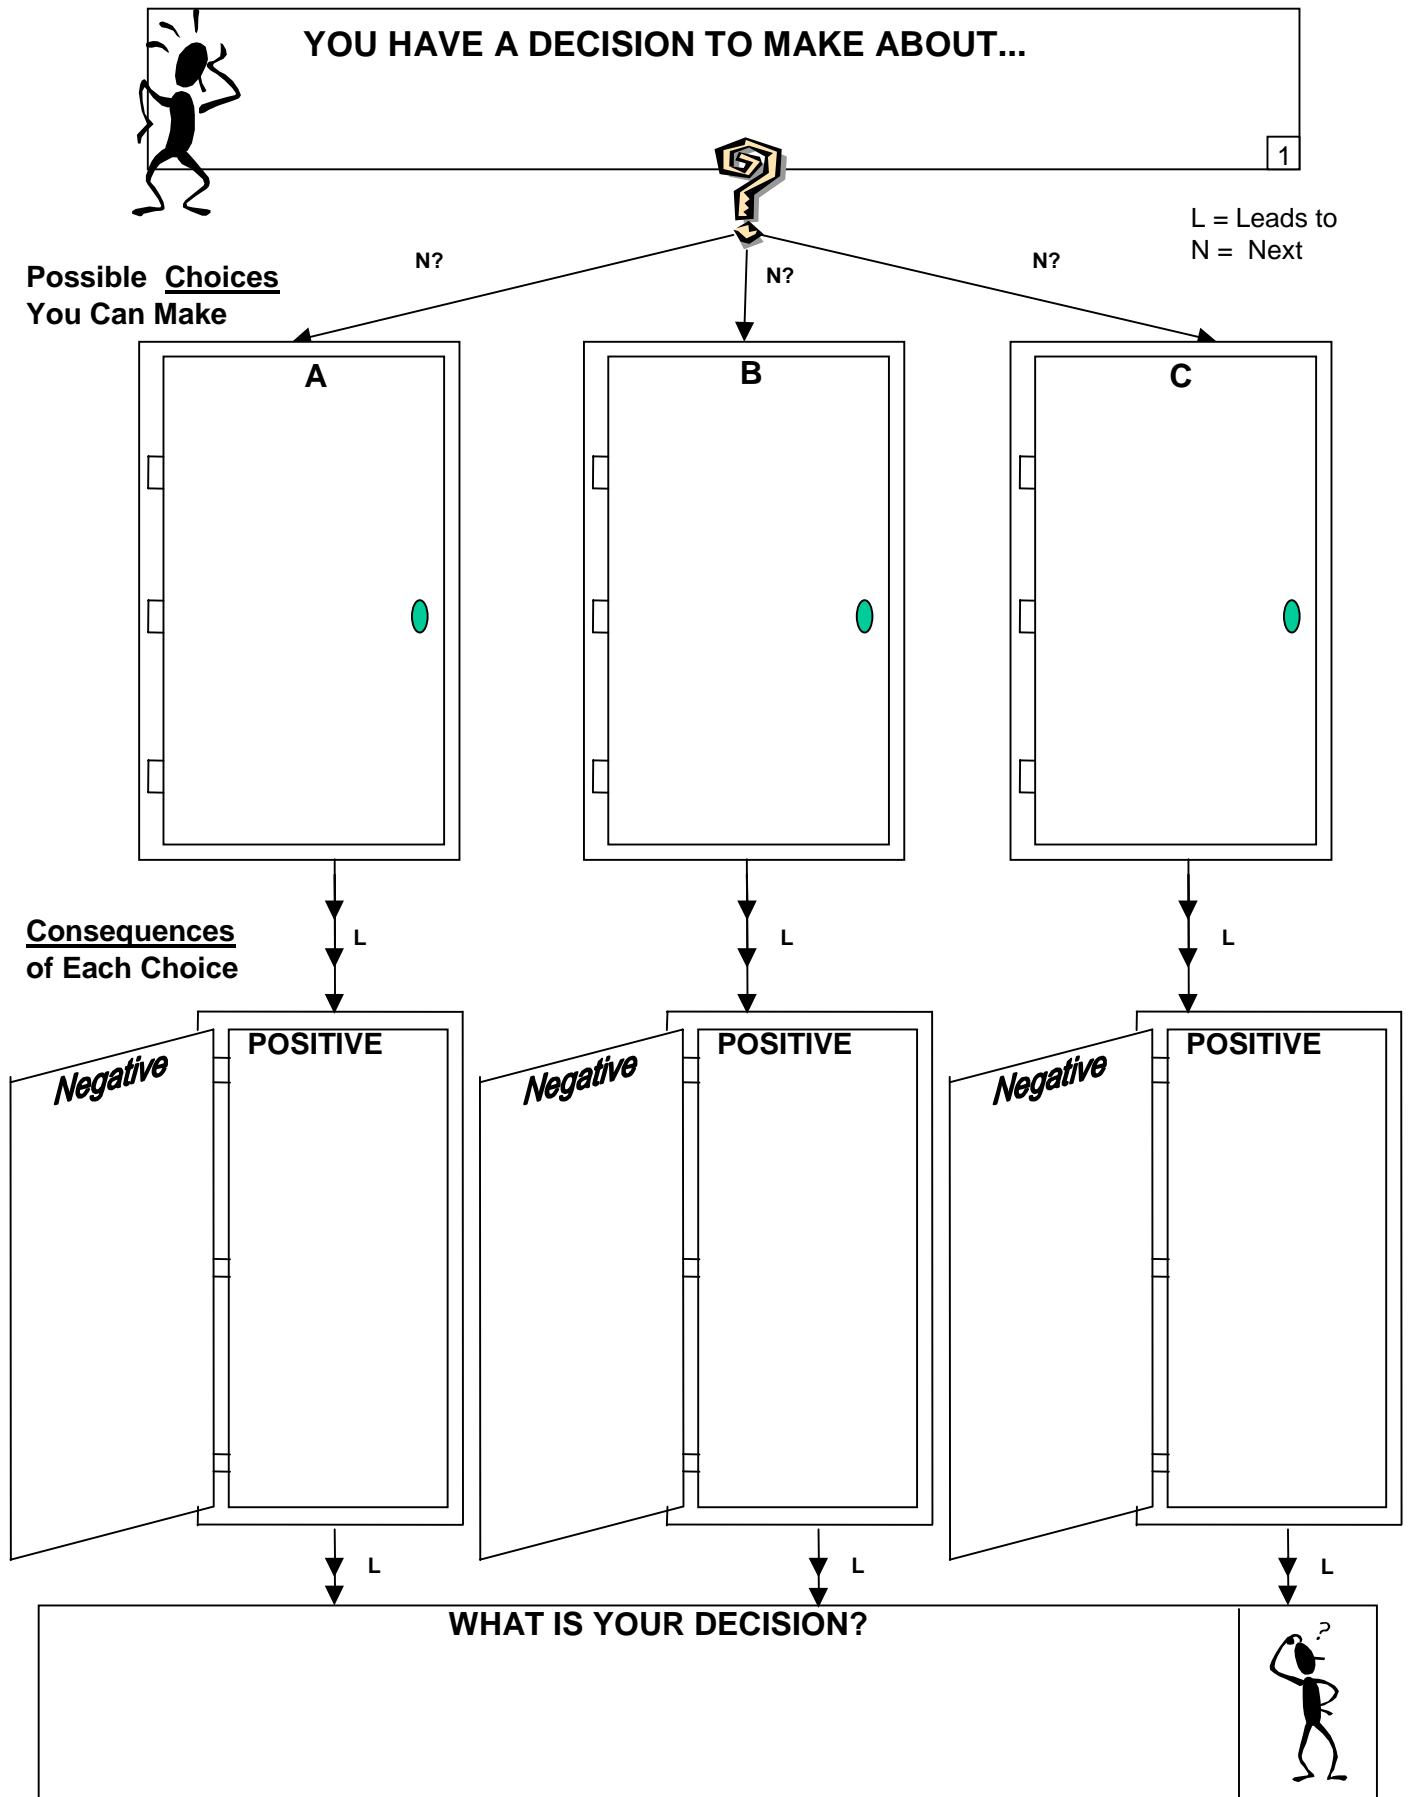 YOU HAVE A DECISION TO MAKE ABOUT...
?
1
L = Leads to
N = Next
Possible Choices
You Can Make
N?
N?
N?
A
B
C
Consequences
of Each Choice
L
L
L
Negative
POSITIVE
Negative
POSITIVE
Negative
POSITIVE
L
L
L
WHAT IS YOUR DECISION?
?